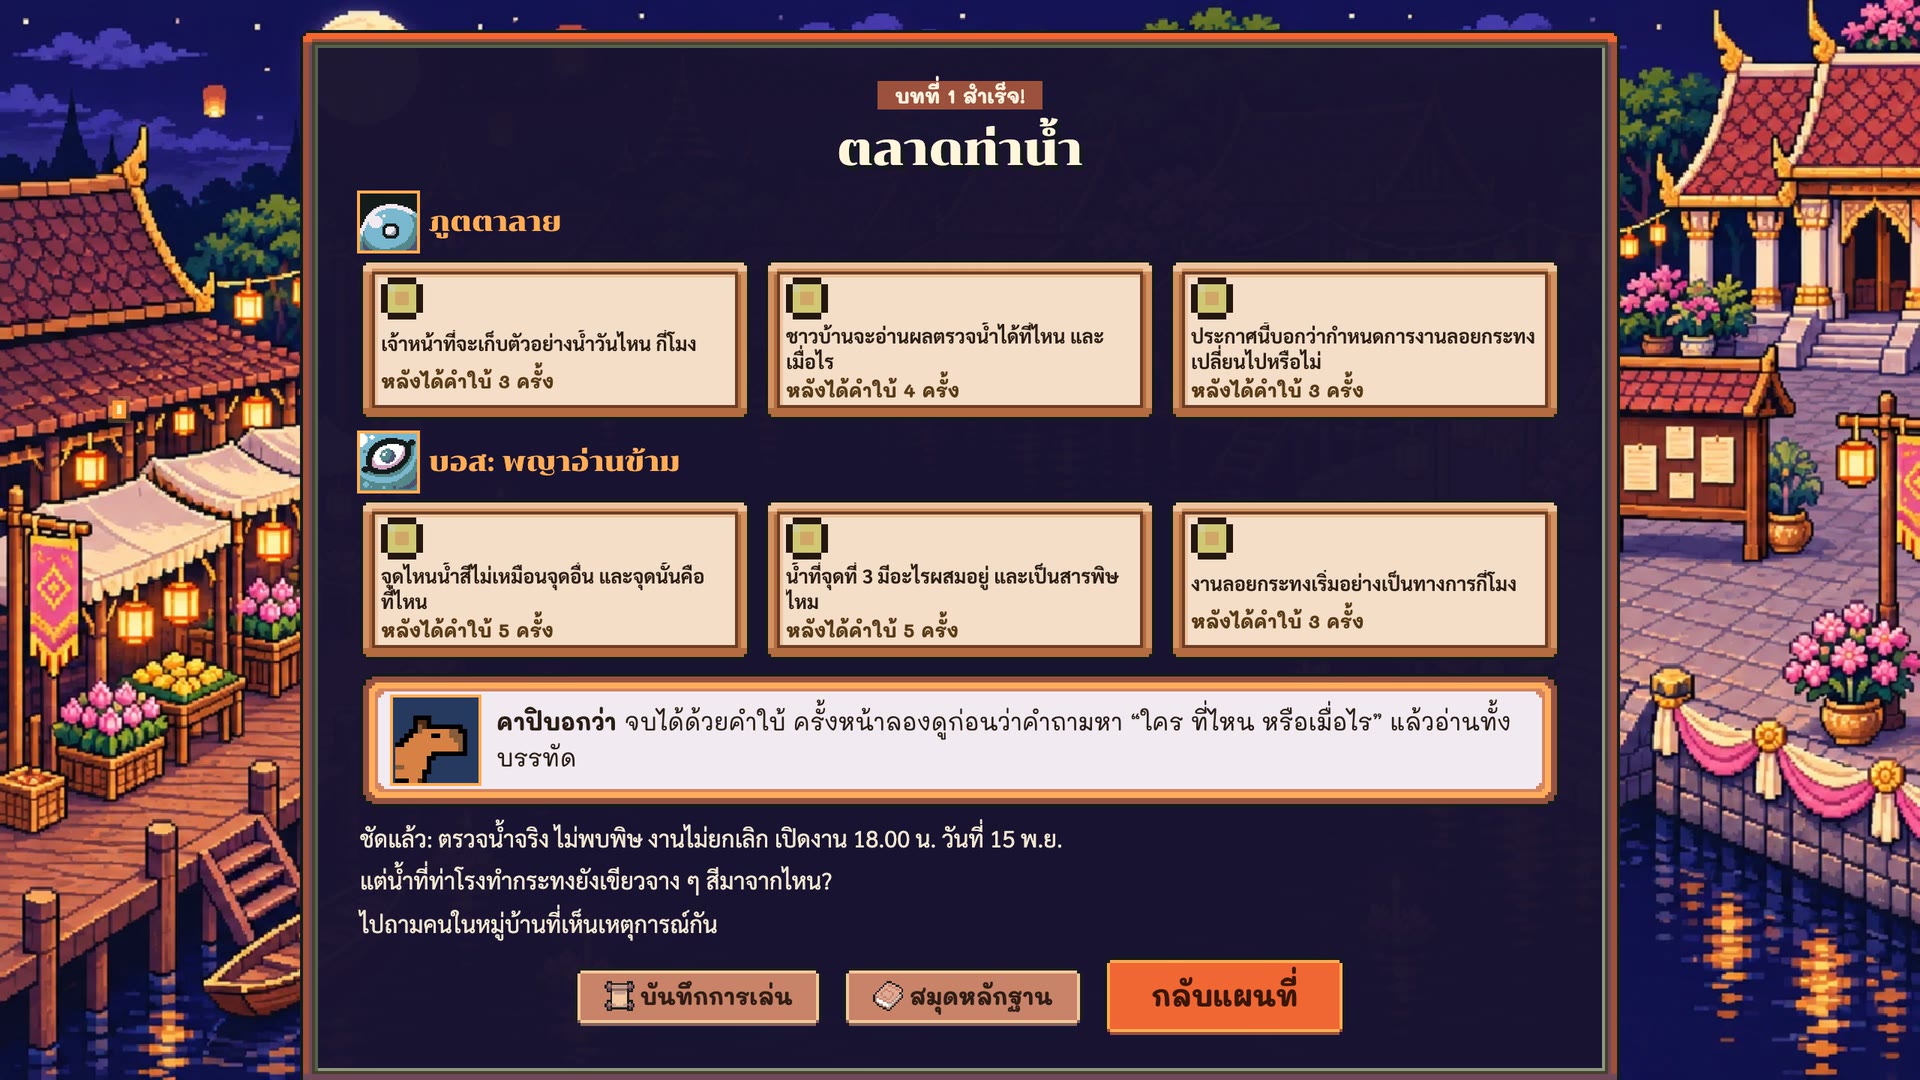 บทที่ 1 สำเร็จ!
ตลาดท่าน้ำ
ภูตตาลาย
เจ้าหน้าที่จะเก็บตัวอย่างน้ำวันไหน กี่โมง
หลังได้คำใบ้ 3 ครั้ง
ชาวบ้านจะอ่านผลตรวจน้ำได้ที่ไหน และ
เมื่อไร
หลังได้คำใบ้ 4 ครั้ง
ประกาศนี้บอกว่ากำหนดการงานลอยกระทง
เปลี่ยนไปหรือไม่
หลังได้คำใบ้ 3 ครั้ง
บอส: พญาอ่านข้าม
จุดไหนน้ำสีไม่เหมือนจุดอื่น และจุดนั้นคือ
ที่ไหน
หลังได้คำใบ้ 5 ครั้ง
น้ำที่จุดที่ 3 มีอะไรผสมอยู่ และเป็นสารพิษ
ไหม
หลังได้คำใบ้ 5 ครั้ง
งานลอยกระทงเริ่มอย่างเป็นทางการกี่โมง
หลังได้คำใบ้ 3 ครั้ง
คาปิบอกว่า จบได้ด้วยคำใบ้ ครั้งหน้าลองดูก่อนว่าคำถามหา “ใคร ที่ไหน หรือเมื่อไร” แล้วอ่านทั้ง
บรรทัด
ชัดแล้ว: ตรวจน้ำจริง ไม่พบพิษ งานไม่ยกเลิก เปิดงาน 18.00 น. วันที่ 15 พ.ย.
แต่น้ำที่ท่าโรงทำกระทงยังเขียวจาง ๆ สีมาจากไหน?
ไปถามคนในหมู่บ้านที่เห็นเหตุการณ์กัน
บันทึกการเล่น
สมุดหลักฐาน
กลับแผนที่